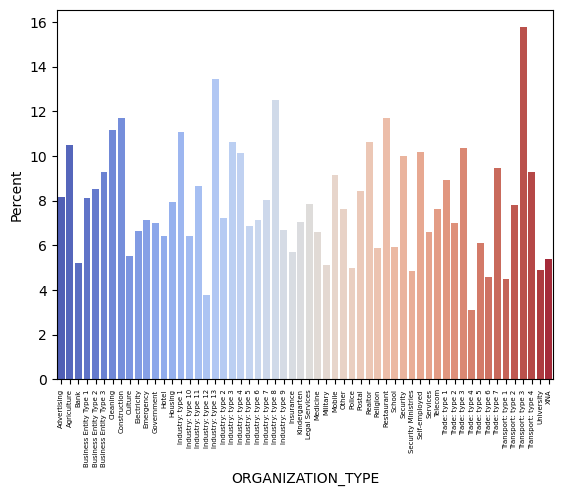 16
14
12
10
8
6
4
2
0
Percent
Advertising
Agriculture
Bank
Business Entity Type 1
Business Entity Type 2
Business Entity Type 3
Cleaning
Construction
Culture
Electricity
Emergency
Government
Hotel
Housing
Industry: type 1
Industry: type 10
Industry: type 11
Industry: type 12
Industry: type 13
Industry: type 2
Industry: type 3
Industry: type 4
Industry: type 5
Industry: type 6
Industry: type 7
Industry: type 8
Industry: type 9
Insurance
Kindergarten
Legal Services
Medicine
Military
Mobile
Other
Police
Postal
Realtor
Religion
Restaurant
School
Security
Security Ministries
Self-employed
Services
Telecom
Trade: type 1
Trade: type 2
Trade: type 3
Trade: type 4
Trade: type 5
Trade: type 6
Trade: type 7
Transport: type 1
Transport: type 2
Transport: type 3
Transport: type 4
University
XNA
ORGANIZATION_TYPE